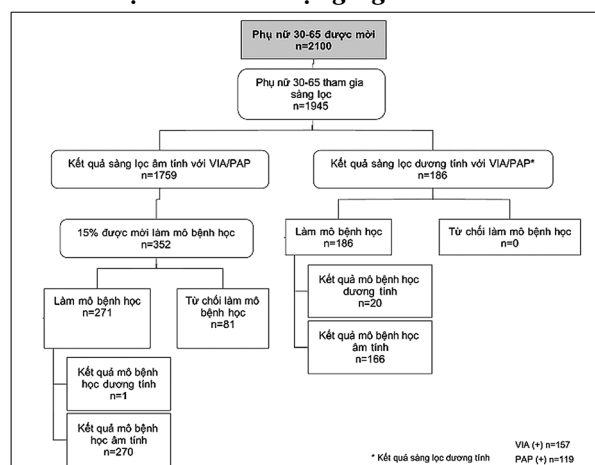 Phụ nữ 30-65 được mời
n=2100
Phụ nữ 30-65 tham gia
sàng lọc
n=1945
Kết quả sàng lọc âm tính với VIA/PAP
n=1759
Kết quả sàng lọc dương tính với VIA/PAP*
n=186
15% được mời làm mô bệnh học
n=352
Làm mô bệnh học
n=186
Từ chối làm mô bệnh học
n=0
Làm mô bệnh học
n=271
Từ chối làm mô
bệnh học
n=81
Kết quả mô bệnh học dương
tính
n=20
Kết quả mô bệnh học
âm tính
n=166
Kết quả mô bệnh
học dương tính
n=1
Kết quả mô bệnh
học âm tính
n=270
* Kết quả sàng lọc dương tính
VIA (+) n=157
PAP (+) n=119